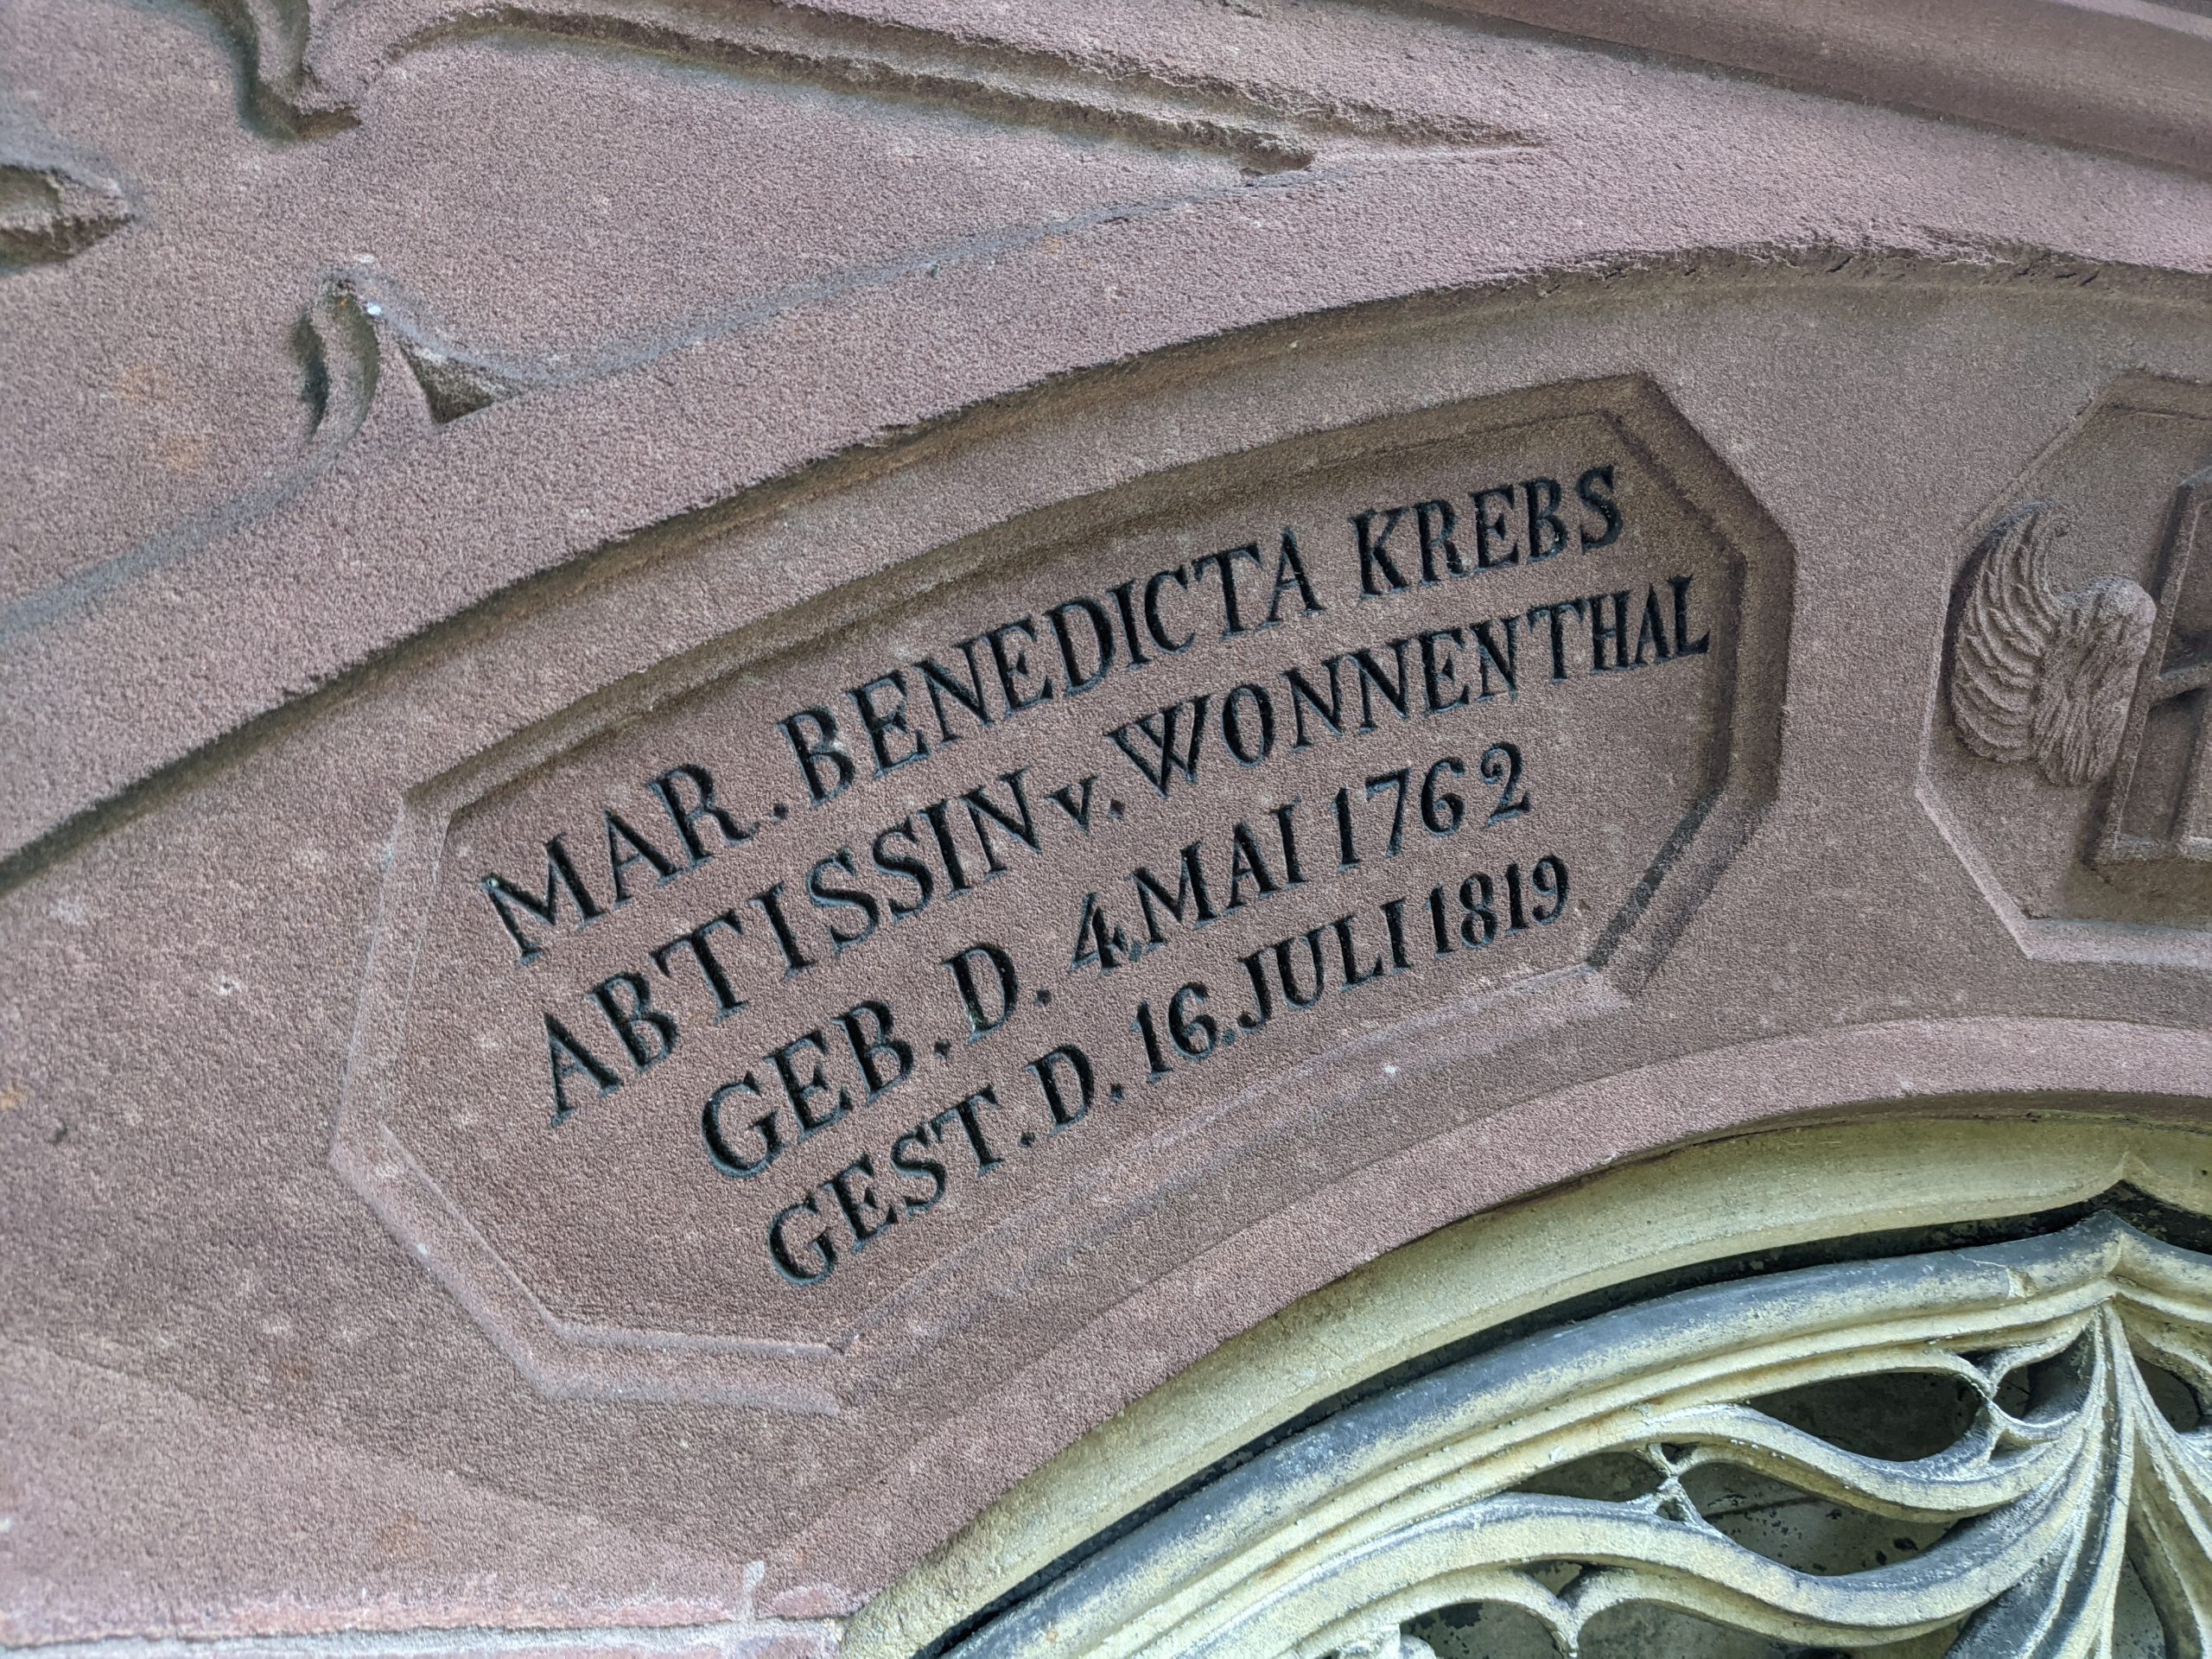 MAR. BENEDICTA KREBS
ABTISSIN v. WONNENTHAL
GEB. D. 4. MAI 1762
GEST. D. 16. JULI 1819